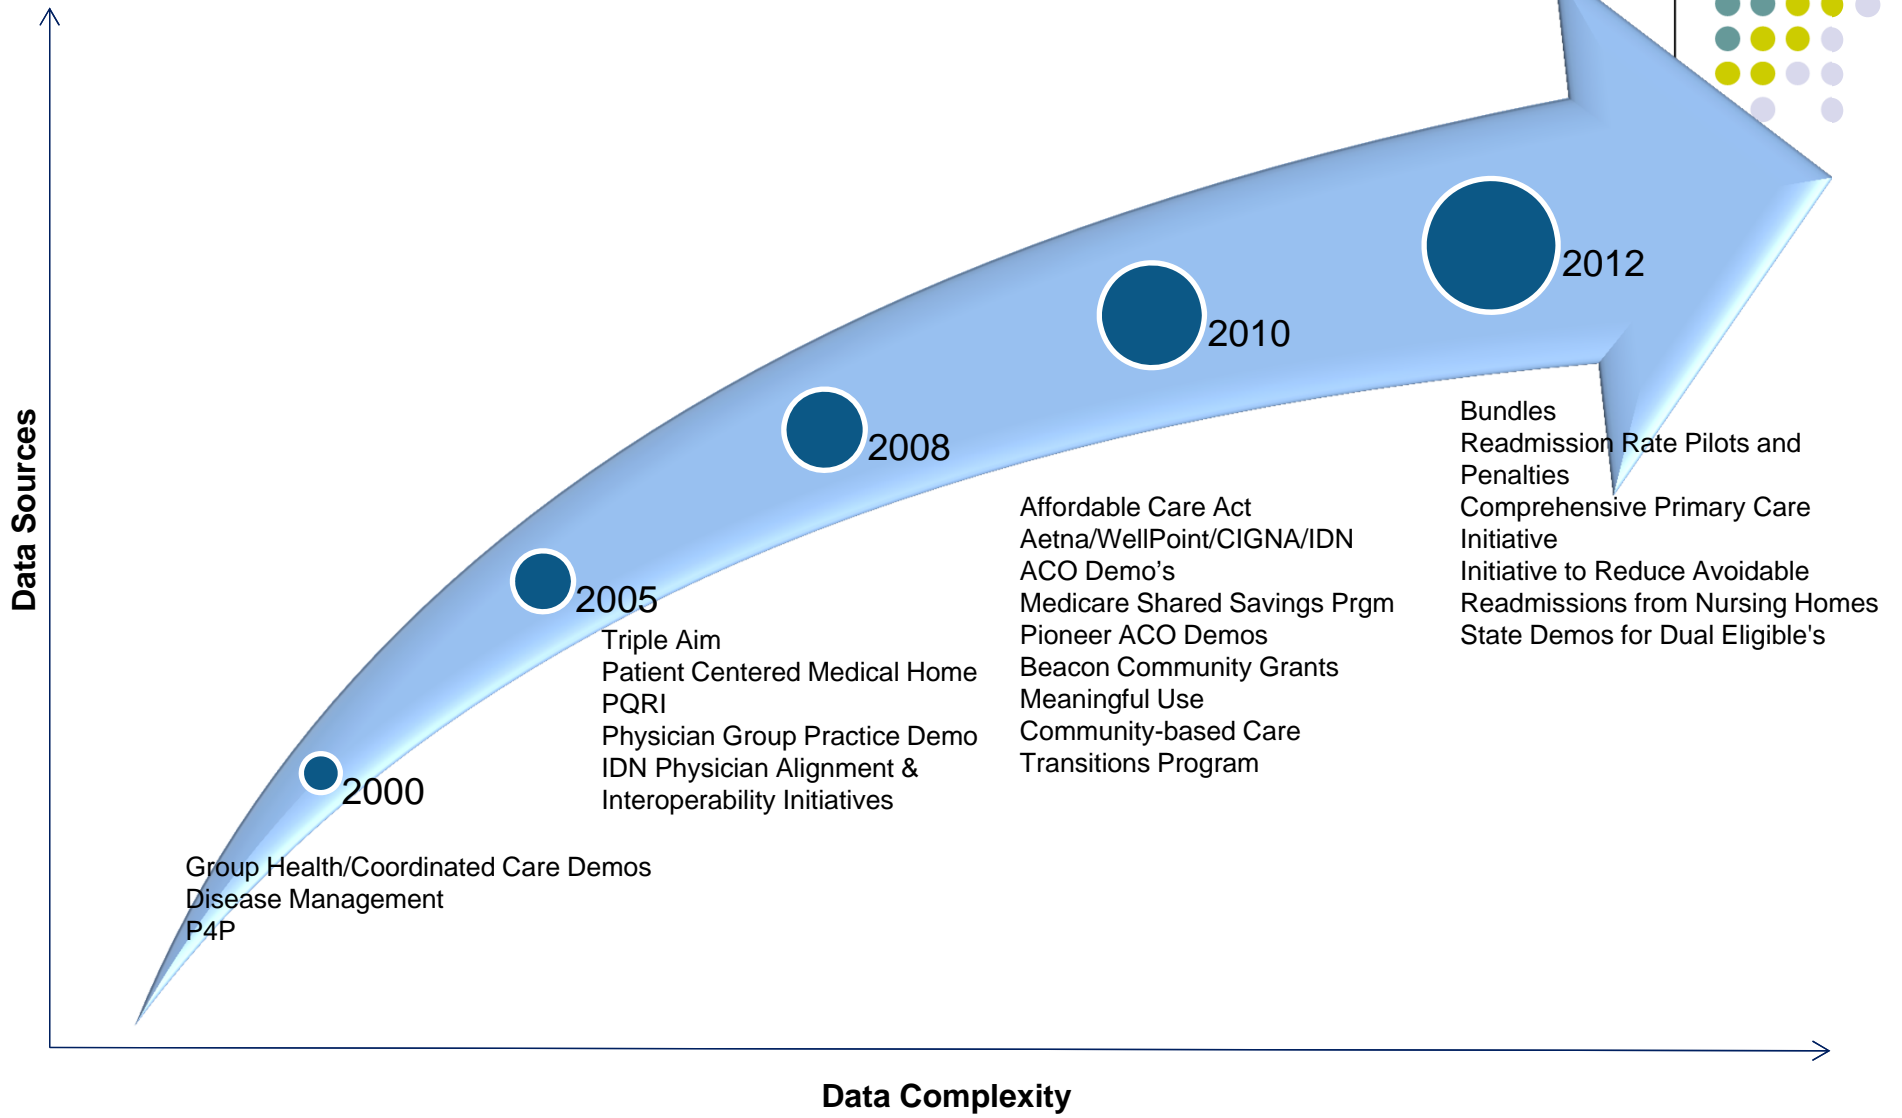 Data Sources
2012
2010
2008
2005
2000
Bundles
Readmission Rate Pilots and
Penalties
Comprehensive Primary Care
Initiative
Initiative to Reduce Avoidable
Readmissions from Nursing Homes
State Demos for Dual Eligible's
Affordable Care Act
Aetna/WellPoint/CIGNA/IDN
ACO Demo’s
Medicare Shared Savings Prgm
Pioneer ACO Demos
Beacon Community Grants
Meaningful Use
Community-based Care
Transitions Program
Triple Aim
Patient Centered Medical Home
PQRI
Physician Group Practice Demo
IDN Physician Alignment &
Interoperability Initiatives
Group Health/Coordinated Care Demos
Disease Management
P4P
Data Complexity